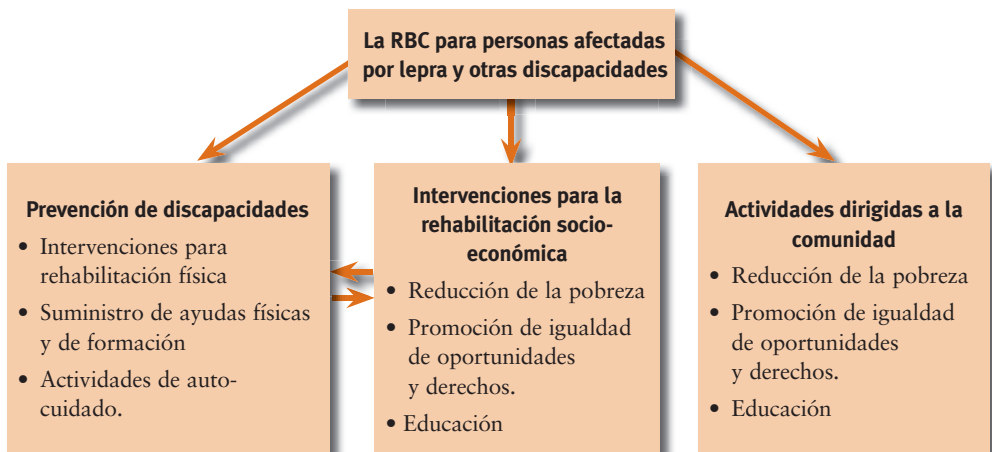 La RBC para personas afectadas
por lepra y otras discapacidades
Prevención de discapacidades
• Intervenciones para
rehabilitación física
• Suministro de ayudas físicas
y de formación
• Actividades de auto-
cuidado.
Intervenciones para la
rehabilitación socio-
económica
• Reducción de la pobreza
• Promoción de igualdad
de oportunidades
y derechos.
• Educación
Actividades dirigidas a la
comunidad
• Reducción de la pobreza
• Promoción de igualdad
de oportunidades
y derechos.
• Educación